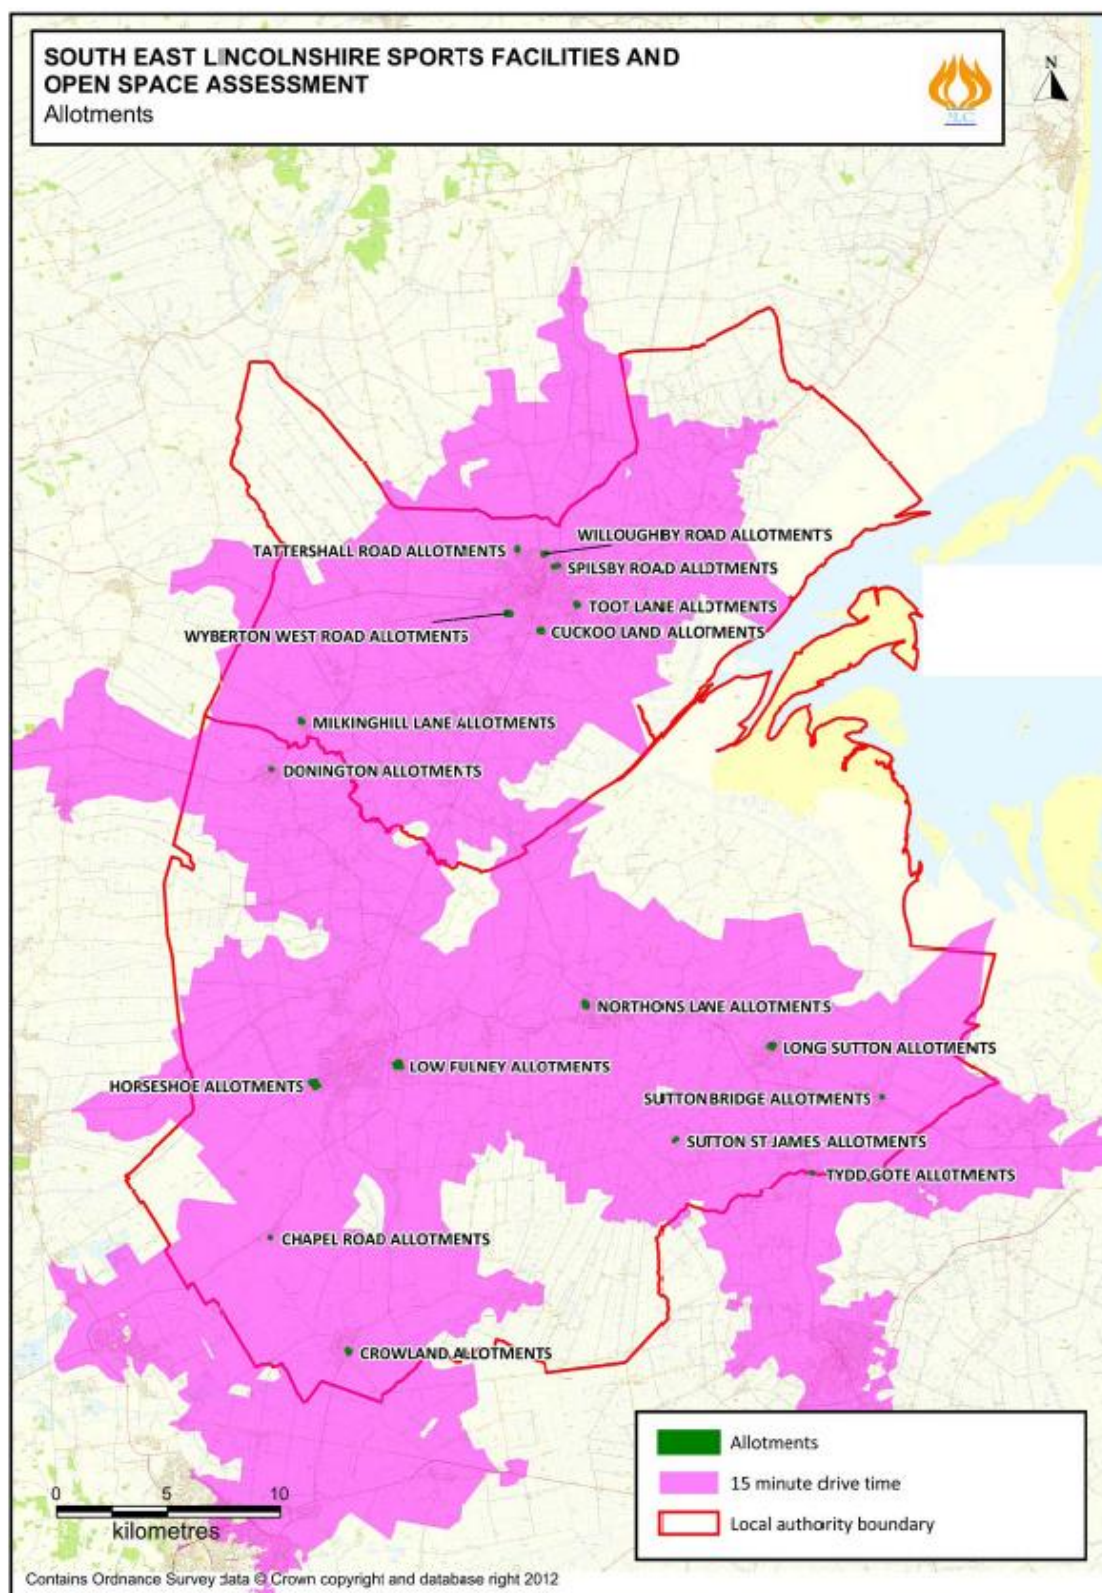 SOUTH EAST LINCOLNSHIRE SPORTS FACILITIES AND
OPEN SPACE ASSESSMENT
Allotments
N
WILLOUGHBY ROAD ALLOTMENTS
TATTERSHALL ROAD ALLOTMENTS
SPILSBY ROAD ALLOTMENTS
TOOT LANE ALLOTMENTS
WYBERTON WEST ROAD ALLOTMENTS
CUCKOO LAND ALLOTMENTS
MILKINGHILL LANE ALLOTMENTS
DONINGTON ALLOTMENTS
NORTHONS LANE ALLOTMENTS
LONG SUTTON ALLOTMENTS
LOW FULNEY ALLOTMENTS
HORSESHOE ALLOTMENTS
SUTTON BRIDGE ALLOTMENTS
SUTTON ST JAMES ALLOTMENTS
TYDD GOTE ALLOTMENTS
CHAPEL ROAD ALLOTMENTS
CROWLAND ALLOTMENTS
Allotments
15 minute drive time
Local authority boundary
0 5 10
kilometres
Contains Ordnance Survey data © Crown copyright and database right 2012